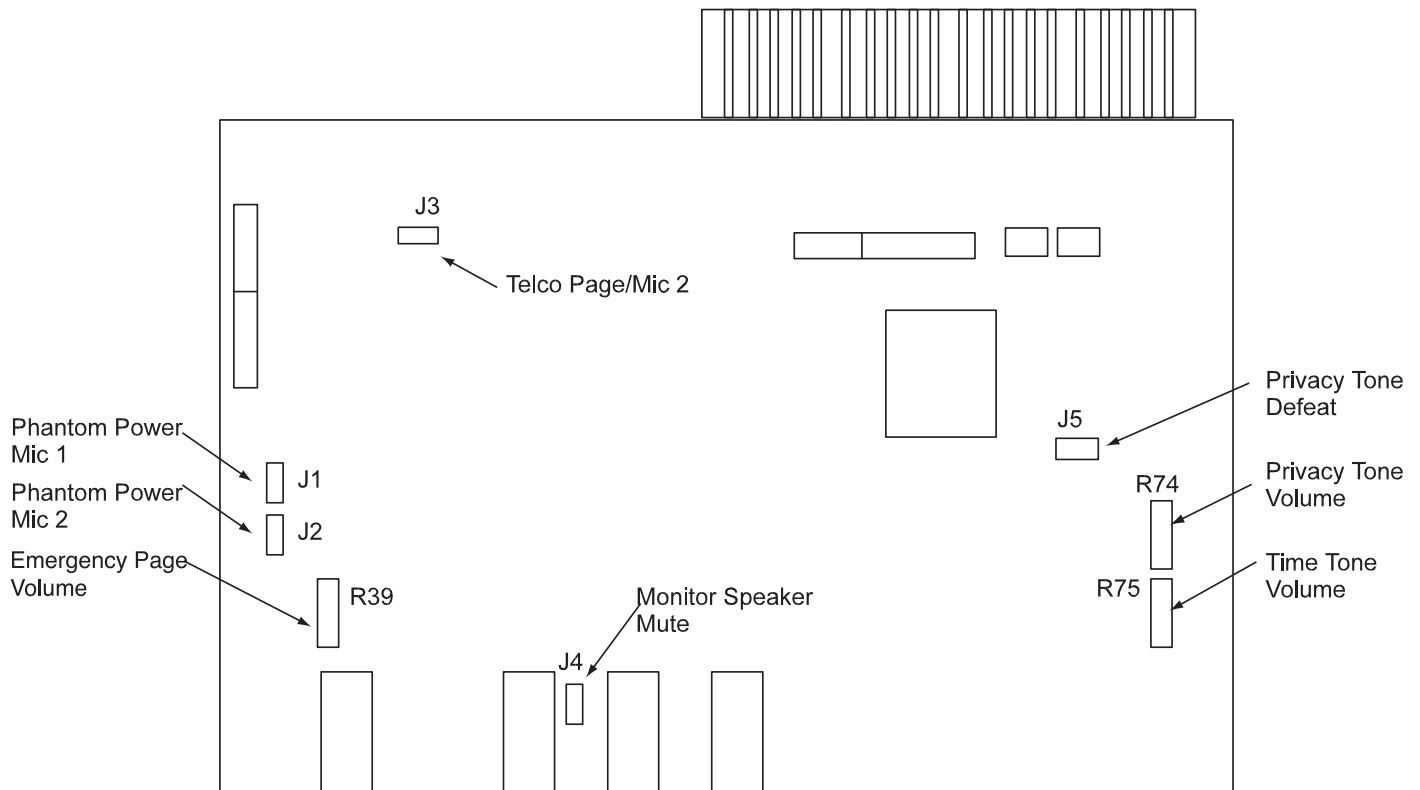 J3
Telco Page/Mic 2
Privacy Tone
Defeat
J5
Phantom Power
Mic 1
J1
Privacy Tone
Volume
R74
Phantom Power
Mic 2
J2
Emergency Page
Volume
R39
Monitor Speaker
Mute
J4
Time Tone
Volume
R75